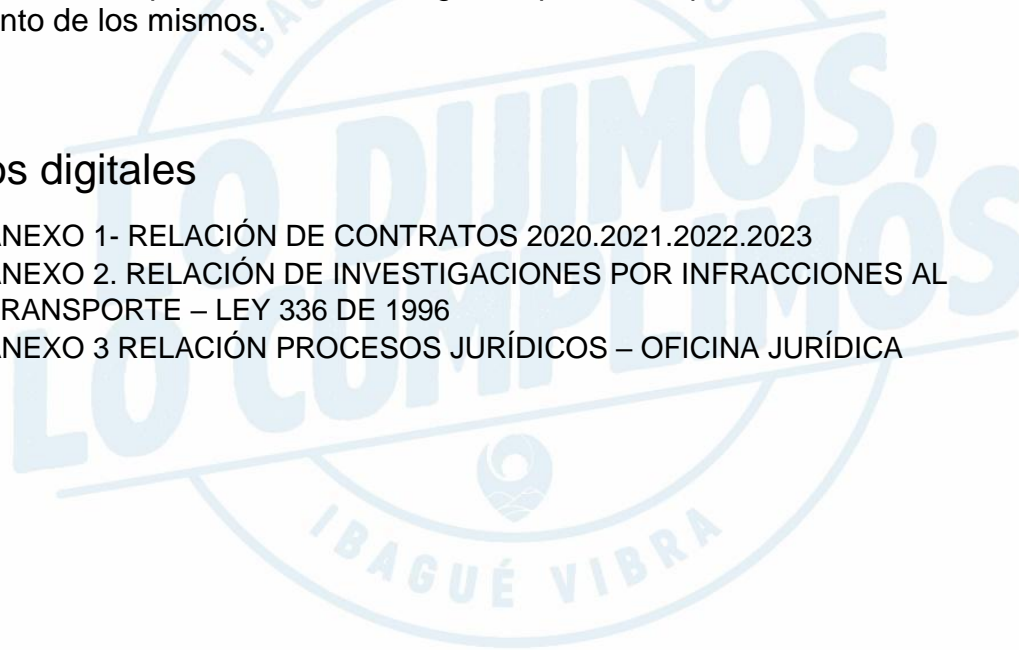 nto de los mismos.
os digitales
NEXO 1- RELACIÓN DE CONTRATOS 2020.2021.2022.2023
NEXO 2. RELACIÓN DE INVESTIGACIONES POR INFRACCIONES AL
RANSPORTE – LEY 336 DE 1996
NEXO 3 RELACIÓN PROCESOS JURÍDICOS – OFICINA JURÍDICA
LO DIJIMOS,
LO CUMPLIMOS
IBAGUÉ VIBRA